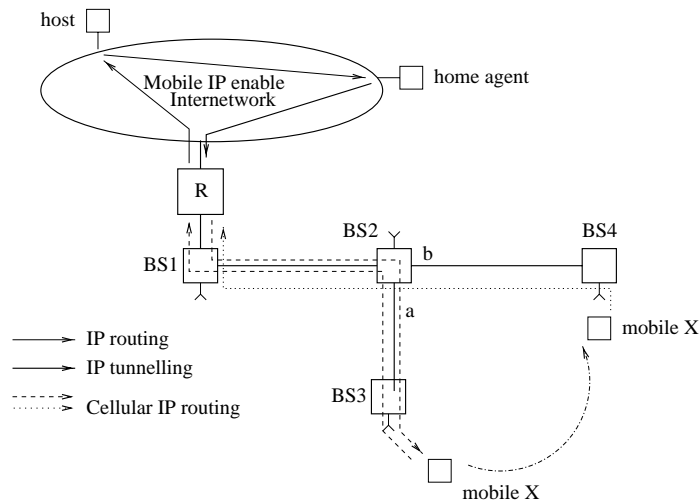 host
Mobile IP enable
Internetwork
home agent
R
BS2
BS4
BS1
b
a
mobile X
IP routing
IP tunnelling
BS3
Cellular IP routing
mobile X